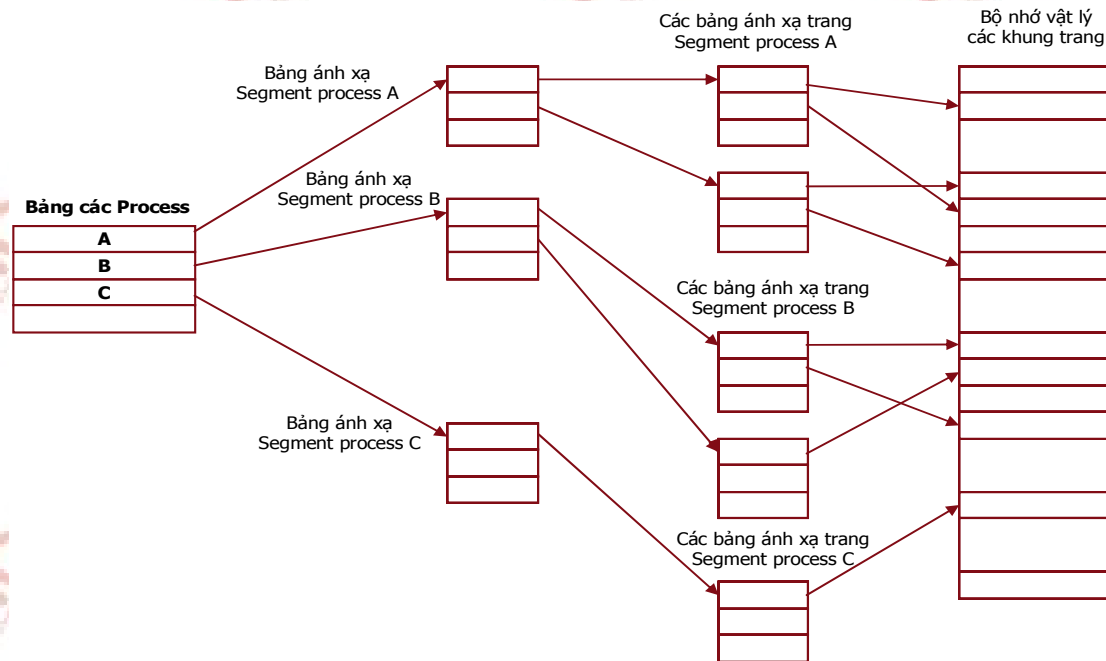 Các bảng ánh xạ trang
Segment process A
Bộ nhớ vật lý
các khung trang
Bảng ánh xạ
Segment process A
Bảng ánh xạ
Segment process B
Bảng các Process
A
B
C
Các bảng ánh xạ trang
Segment process B
Bảng ánh xạ
Segment process C
Các bảng ánh xạ trang
Segment process C